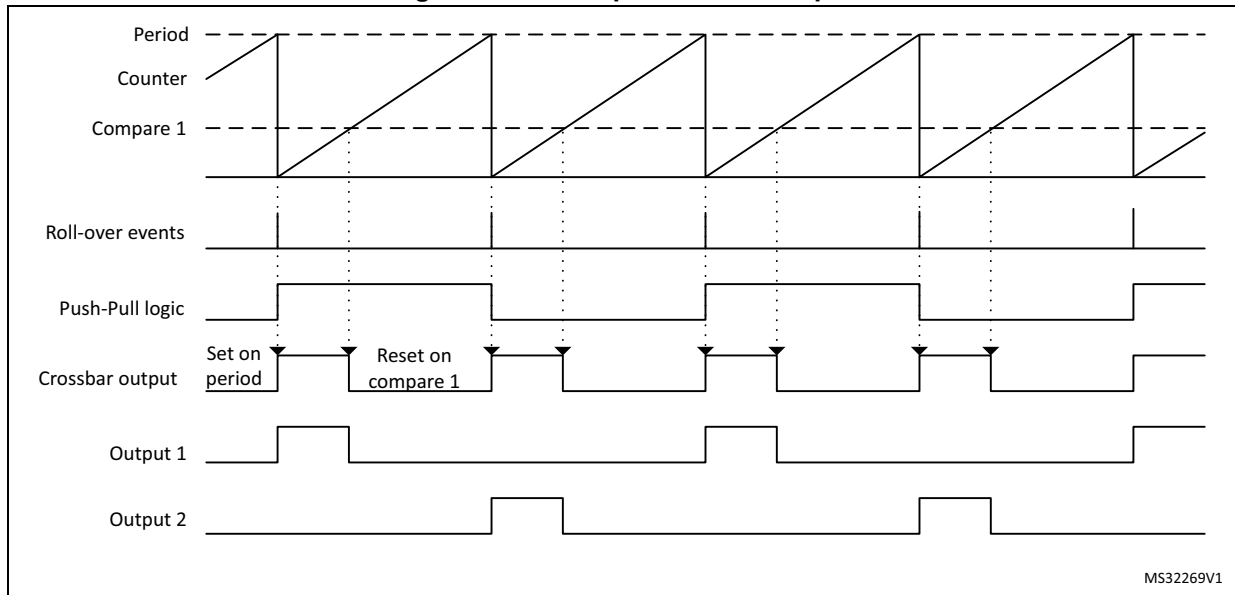 Period
Counter
Compare 1
Roll-over events
Push-Pull logic
Crossbar output
Set on
period
Reset on
compare 1
Output 1
Output 2
MS32269V1